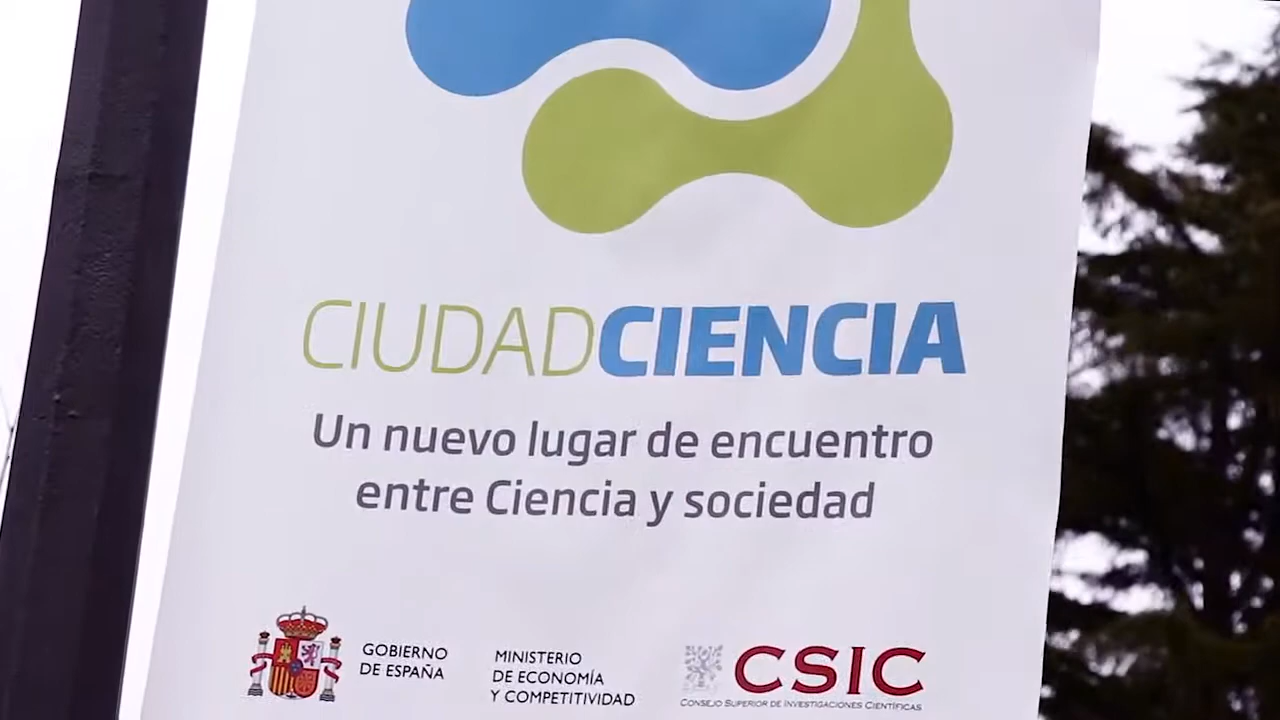 CIUDADCIENCIA
Un nuevo lugar de encuentro
entre Ciencia y sociedad
GOBIERNO
DE ESPAÑA
MINISTERIO
DE ECONOMÍA
Y COMPETITIVIDAD
CSIC
CONSEJO SUPERIOR DE INVESTIGACIONES CIENTÍFICAS